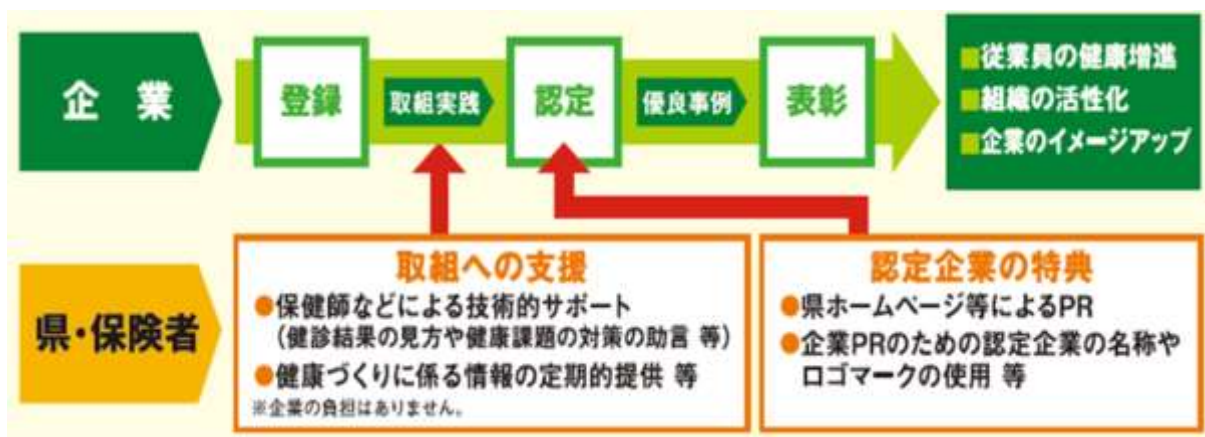 企業
登録
取組実践
認定
優良事例
表彰
■従業員の健康増進
■組織の活性化
■企業のイメージアップ
県・保険者
取組への支援
●保健師などによる技術的サポート
(健診結果の見方や健康課題の対策の助言 等)
●健康づくりに係る情報の定期的提供 等
※企業の負担はありません。
認定企業の特典
●県ホームページ等によるPR
●企業PRのための認定企業の名称や
ロゴマークの使用 等